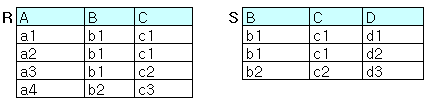 R A B C S B C D
a1 b1 c1 b1 c1 d1
a2 b1 c1 b1 c1 d2
a3 b1 c2 b2 c2 d3
a4 b2 c3